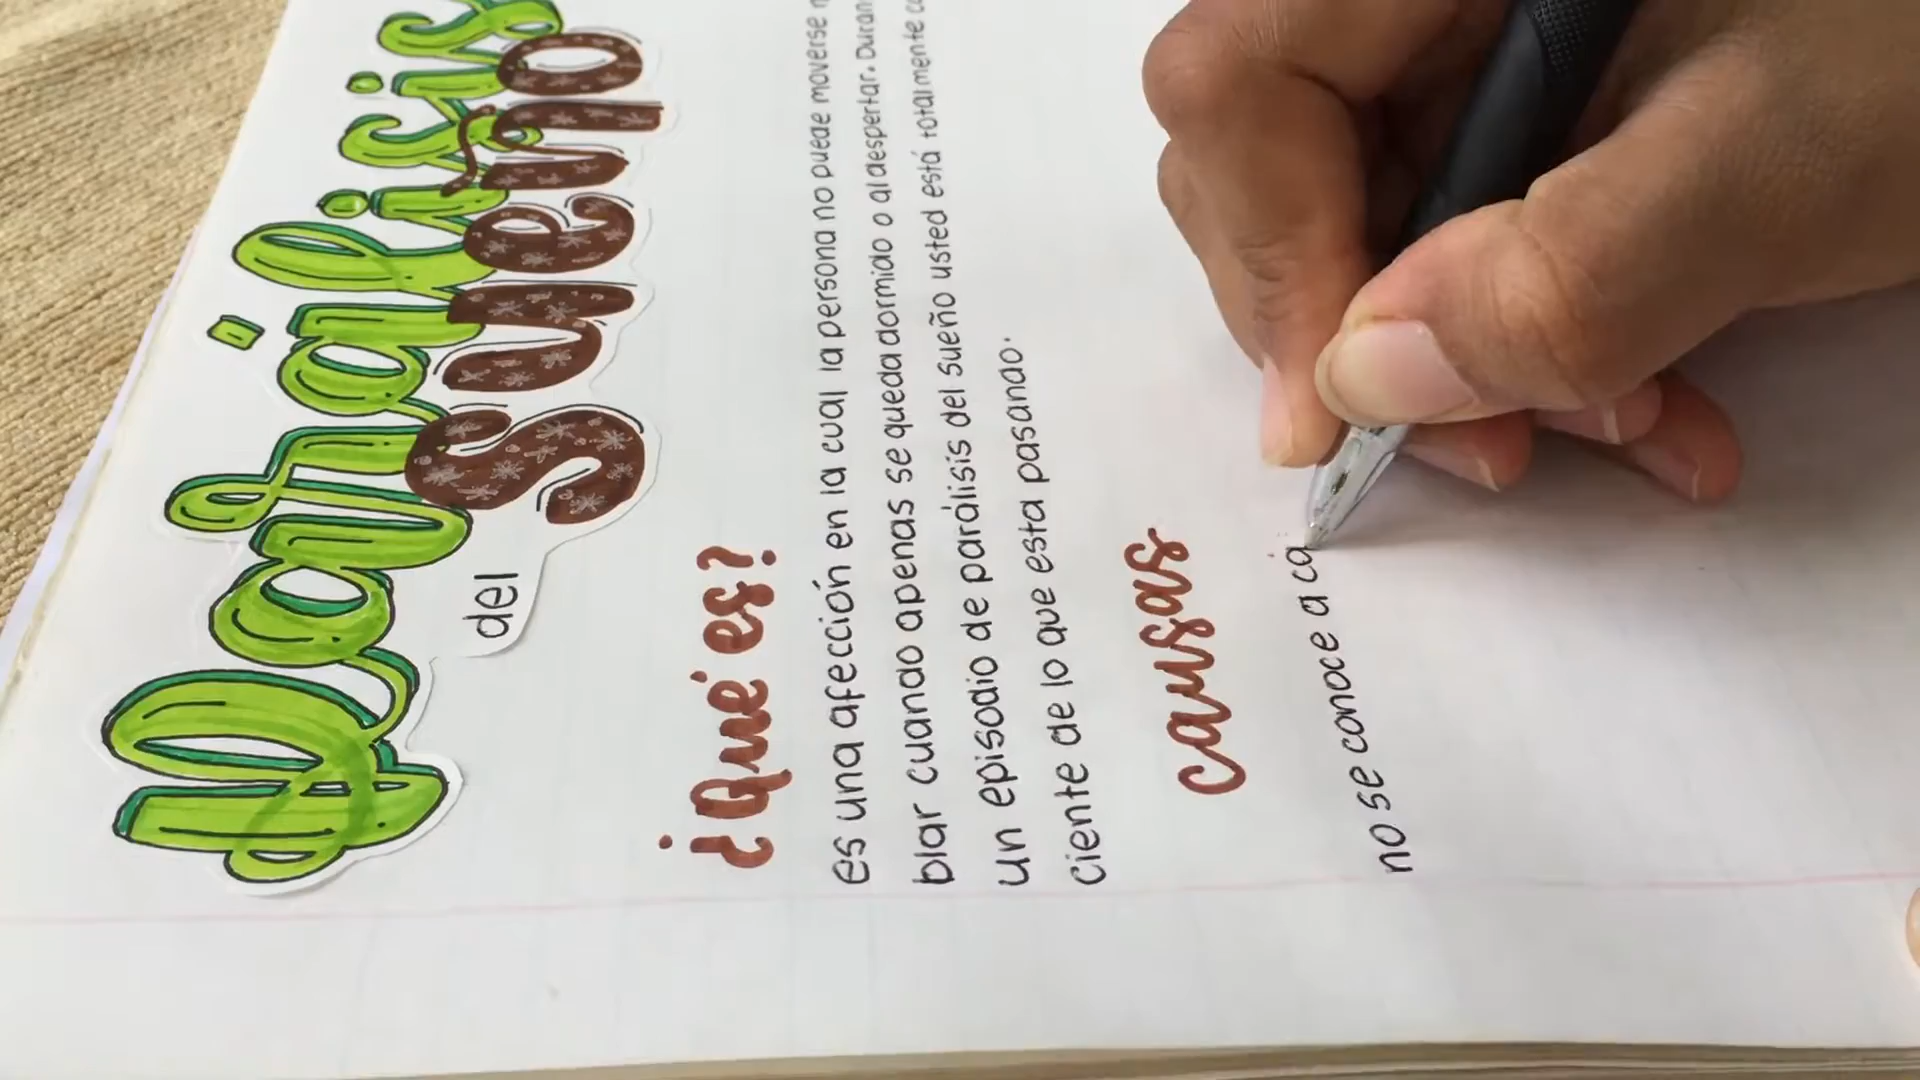 Parálisis
del Sueño
¿Qué es?
es una afección en la cual la persona no puede moverse
blar cuando apenas se queda dormido o al despertar. Duran
un episodio de parálisis del sueño usted está totalmente co
ciente de lo que esta pasando.
causas
no se conoce a ca